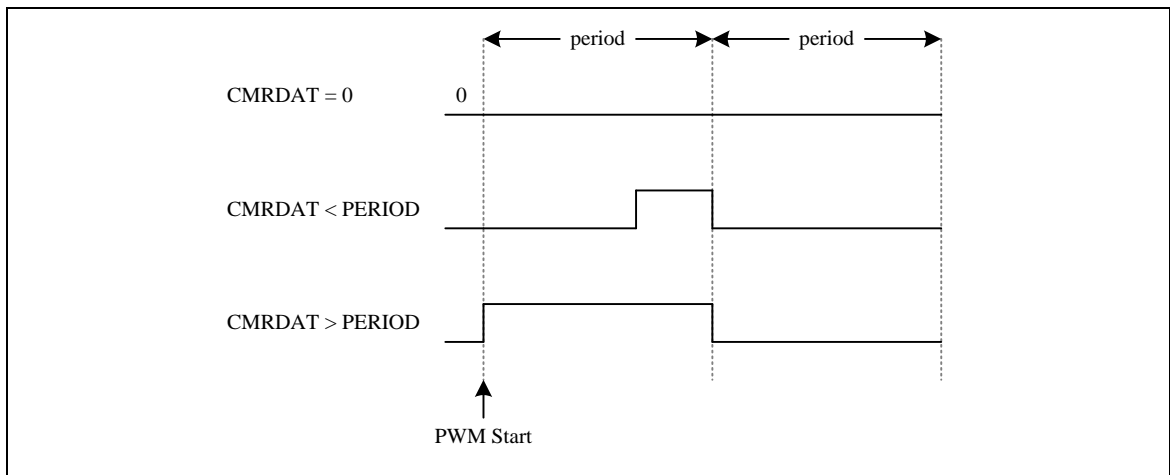 period period
CMRDAT = 0 0
CMRDAT < PERIOD
CMRDAT > PERIOD
PWM Start